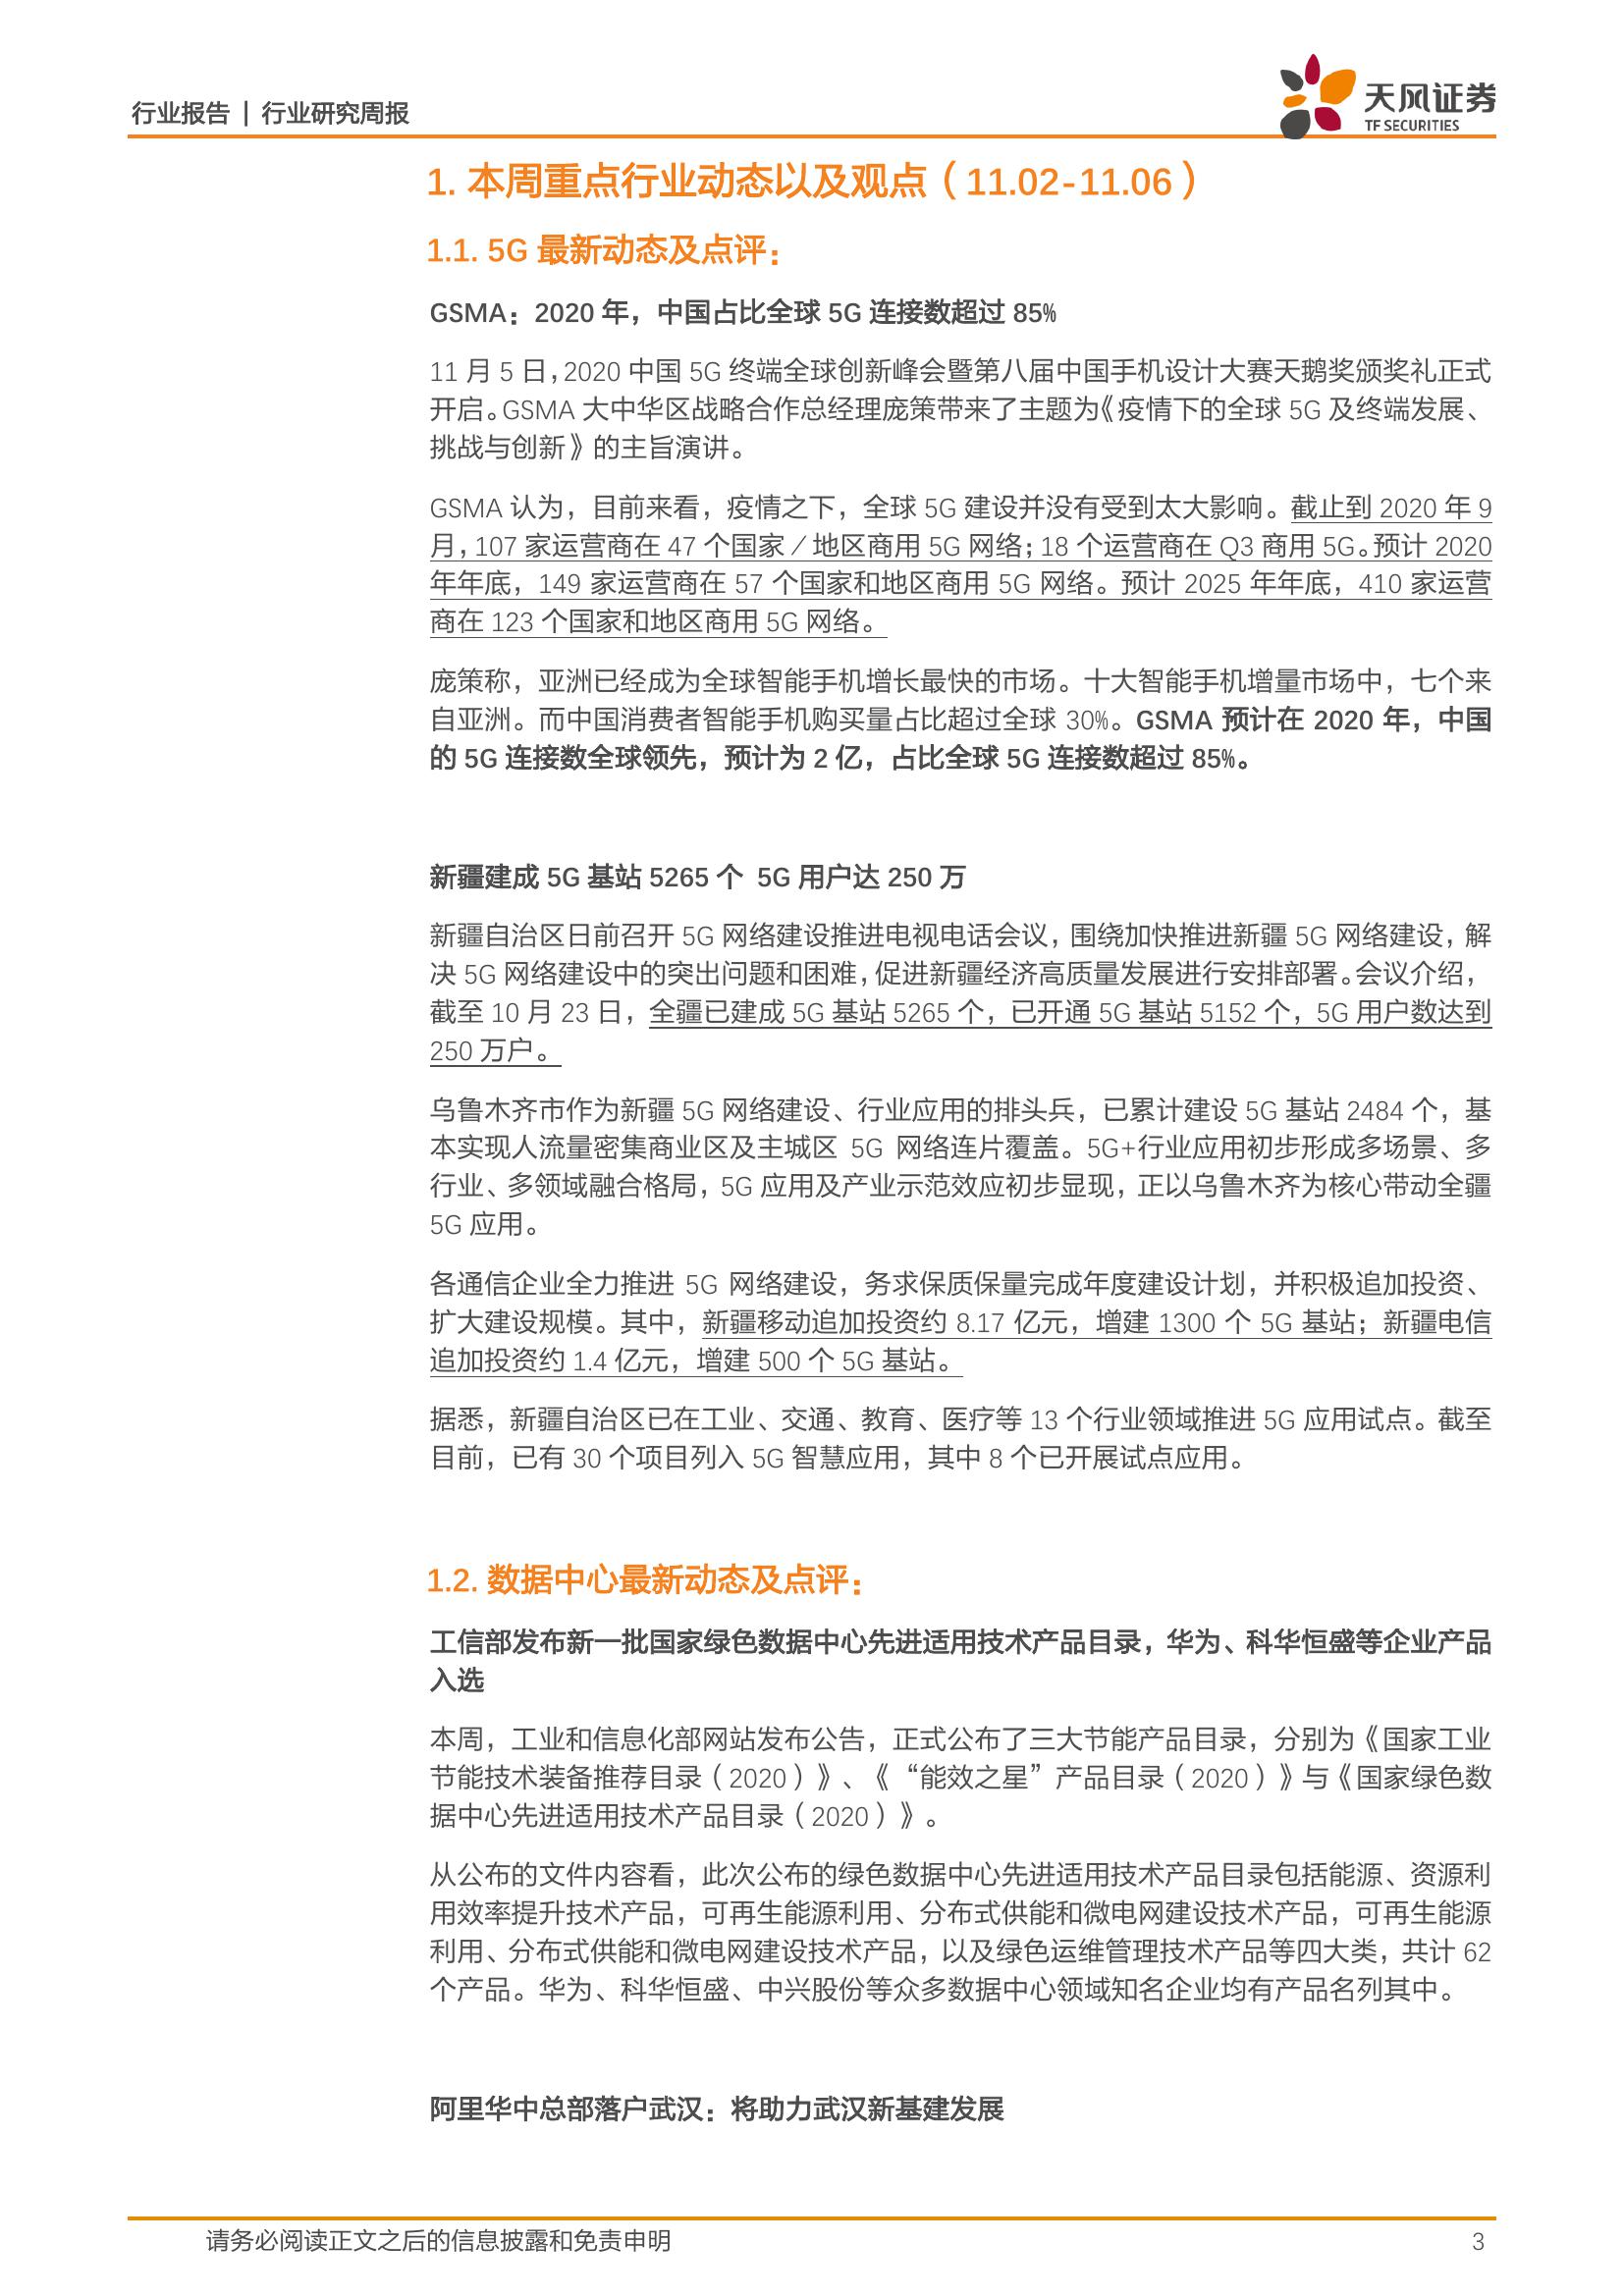 行业报告 | 行业研究周报
天风证券
TF SECURITIES
1. 本周重点行业动态以及观点（11.02-11.06）
1.1. 5G 最新动态及点评：
GSMA：2020 年，中国占比全球 5G 连接数超过 85%
11 月 5 日，2020 中国 5G 终端全球创新峰会暨第八届中国手机设计大赛天鹅奖颁奖礼正式
开启。GSMA 大中华区战略合作总经理庞策带来了主题为《疫情下的全球 5G 及终端发展、
挑战与创新》的主旨演讲。
GSMA 认为，目前来看，疫情之下，全球 5G 建设并没有受到太大影响。截止到 2020 年 9
月，107 家运营商在 47 个国家／地区商用 5G 网络；18 个运营商在 Q3 商用 5G。预计 2020
年年底，149 家运营商在 57 个国家和地区商用 5G 网络。预计 2025 年年底，410 家运营
商在 123 个国家和地区商用 5G 网络。
庞策称，亚洲已经成为全球智能手机增长最快的市场。十大智能手机增量市场中，七个来
自亚洲。而中国消费者智能手机购买量占比超过全球 30%。GSMA 预计在 2020 年，中国
的 5G 连接数全球领先，预计为 2 亿，占比全球 5G 连接数超过 85%。
新疆建成 5G 基站 5265 个 5G 用户达 250 万
新疆自治区日前召开 5G 网络建设推进电视电话会议，围绕加快推进新疆 5G 网络建设，解
决 5G 网络建设中的突出问题和困难，促进新疆经济高质量发展进行安排部署。会议介绍，
截至 10 月 23 日，全疆已建成 5G 基站 5265 个，已开通 5G 基站 5152 个，5G 用户数达到
250 万户。
乌鲁木齐市作为新疆 5G 网络建设、行业应用的排头兵，已累计建设 5G 基站 2484 个，基
本实现人流量密集商业区及主城区 5G 网络连片覆盖。5G+行业应用初步形成多场景、多
行业、多领域融合格局，5G 应用及产业示范效应初步显现，正以乌鲁木齐为核心带动全疆
5G 应用。
各通信企业全力推进 5G 网络建设，务求保质保量完成年度建设计划，并积极追加投资、
扩大建设规模。其中，新疆移动追加投资约 8.17 亿元，增建 1300 个 5G 基站；新疆电信
追加投资约 1.4 亿元，增建 500 个 5G 基站。
据悉，新疆自治区已在工业、交通、教育、医疗等 13 个行业领域推进 5G 应用试点。截至
目前，已有 30 个项目列入 5G 智慧应用，其中 8 个已开展试点应用。
1.2. 数据中心最新动态及点评：
工信部发布新一批国家绿色数据中心先进适用技术产品目录，华为、科华恒盛等企业产品
入选
本周，工业和信息化部网站发布公告，正式公布了三大节能产品目录，分别为《国家工业
节能技术装备推荐目录（2020）》、《“能效之星”产品目录（2020）》与《国家绿色数
据中心先进适用技术产品目录（2020）》。
从公布的文件内容看，此次公布的绿色数据中心先进适用技术产品目录包括能源、资源利
用效率提升技术产品，可再生能源利用、分布式供能和微电网建设技术产品，可再生能源
利用、分布式供能和微电网建设技术产品，以及绿色运维管理技术产品等四大类，共计 62
个产品。华为、科华恒盛、中兴股份等众多数据中心领域知名企业均有产品名列其中。
阿里华中总部落户武汉：将助力武汉新基建发展
请务必阅读正文之后的信息披露和免责申明
3